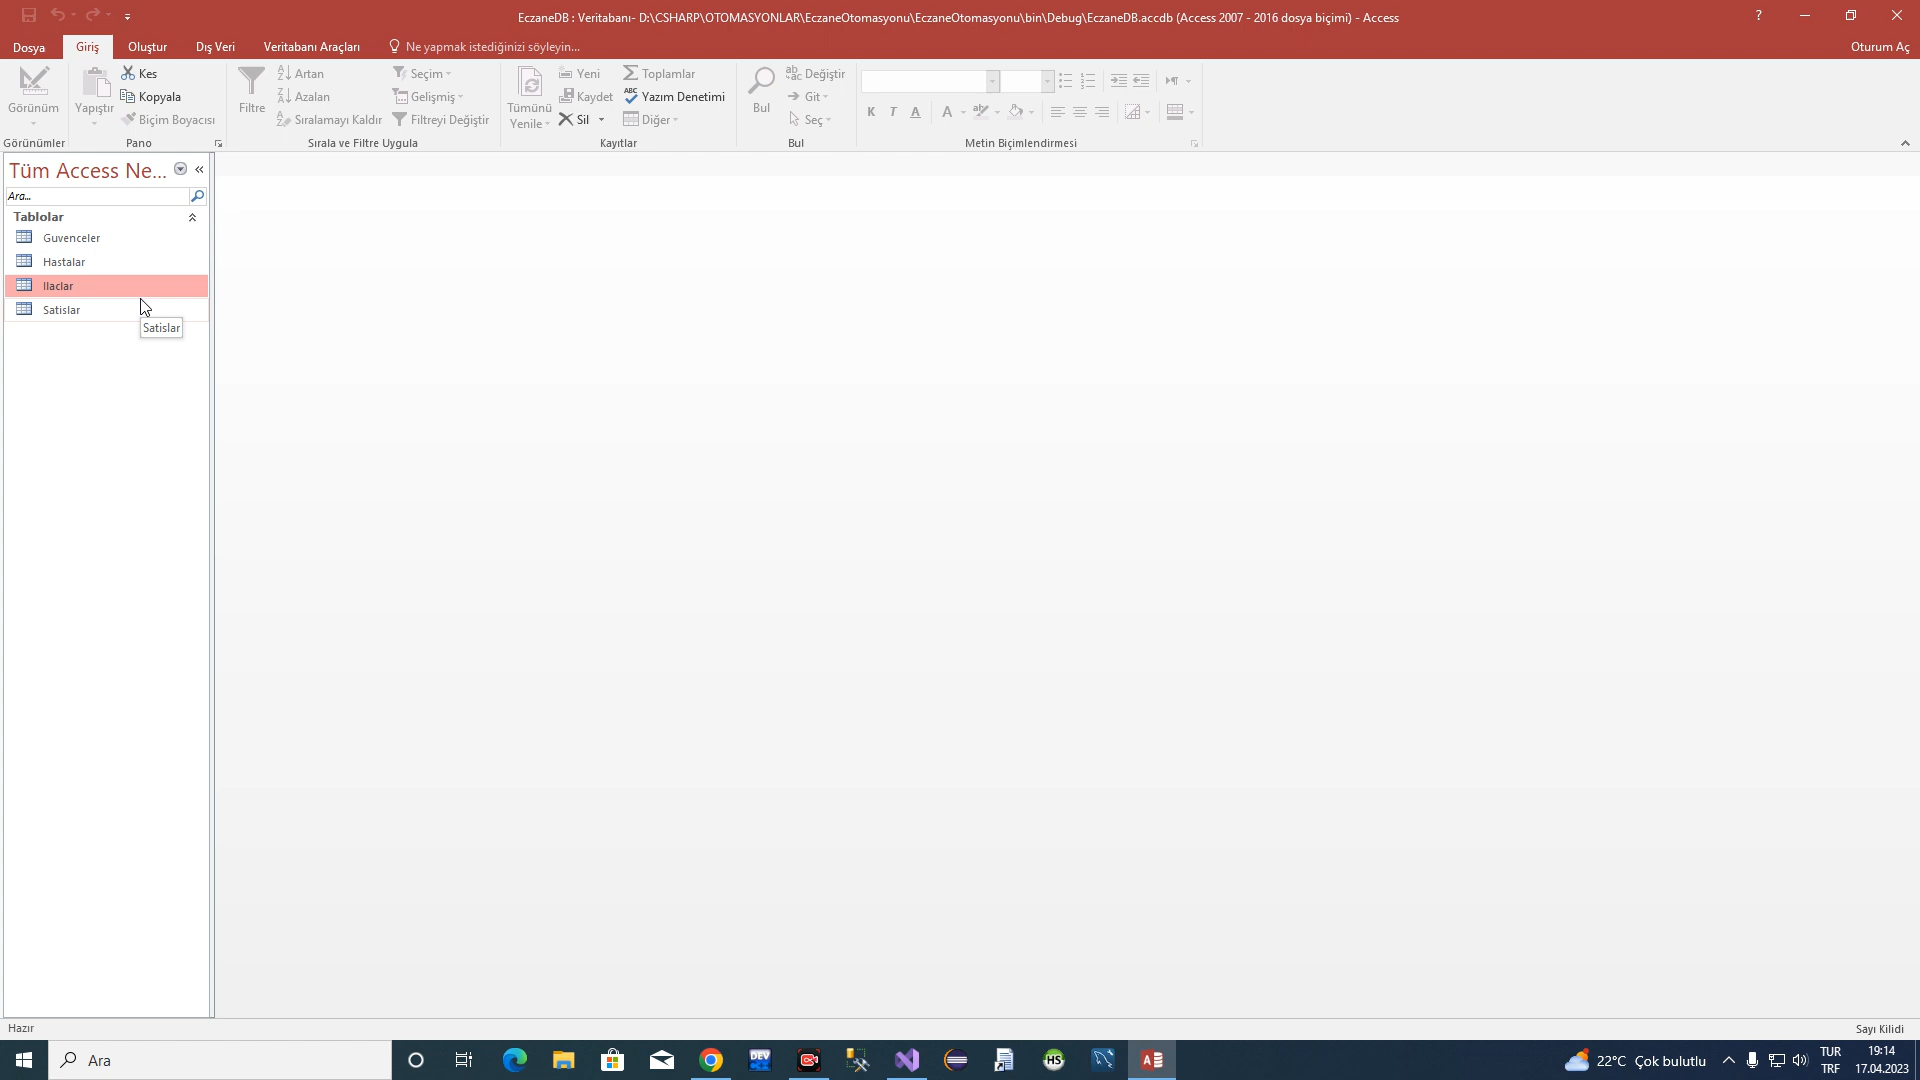 EczaneDB : Veritabanı- D:\CSHARP\OTOMASYONLAR\EczaneOtomasyonu\EczaneOtomasyonu\bin\Debug\EczaneDB.accdb (Access 2007 - 2016 dosya biçimi) - Access
?
Dosya Giriş Oluştur Dış Veri Veritabanı Araçları Ne yapmak istediğinizi söyleyin... Oturum Aç
Görünüm
Görünümler
Yapıştır
Kes
Kopyala
Biçim Boyacısı
Pano
Filtre
Artan
Azalan
Sıralamayı Kaldır
Seçim
Gelişmiş
Filtreyi Değiştir
Sırala ve Filtre Uygula
Tümünü
Yenile
Yeni
Kaydet
Sil
Toplamlar
Yazım Denetimi
Diğer
Kayıtlar
Bul
Değiştir
Git
Seç
Bul
K T A A
Metin Biçimlendirmesi
Tüm Access Ne...
Ara...
Tablolar
Guvenceler
Hastalar
Ilaclar
Satislar
Satislar
Hazır
Sayı Kilidi
Ara
DEV
HS
22°C Çok bulutlu
TUR
TRF
19:14
17.04.2023